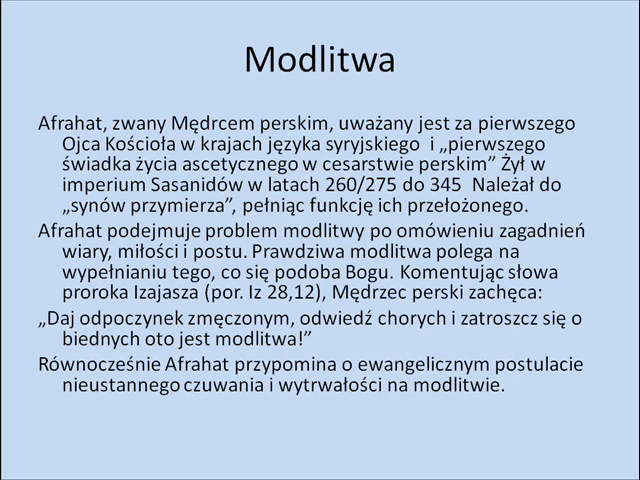 Modlitwa
Afrahat, zwany Mędrcem perskim, uważany jest za pierwszego
Ojca Kościoła w krajach języka syryjskiego  i „pierwszego
świadka życia ascetycznego w cesarstwie perskim” Żył w
imperium Sasanidów w latach 260/275 do 345  Należał do
„synów przymierza”, pełniąc funkcję ich przełożonego.
Afrahat podejmuje problem modlitwy po omówieniu zagadnień
wiary, miłości i postu. Prawdziwa modlitwa polega na
wypełnianiu tego, co się podoba Bogu. Komentując słowa
proroka Izajasza (por. Iz 28,12), Mędrzec perski zachęca:
„Daj odpoczynek zmęczonym, odwiedź chorych i zatroszcz się o
biednych oto jest modlitwa!”
Równocześnie Afrahat przypomina o ewangelicznym postulacie
nieustannego czuwania i wytrwałości na modlitwie.